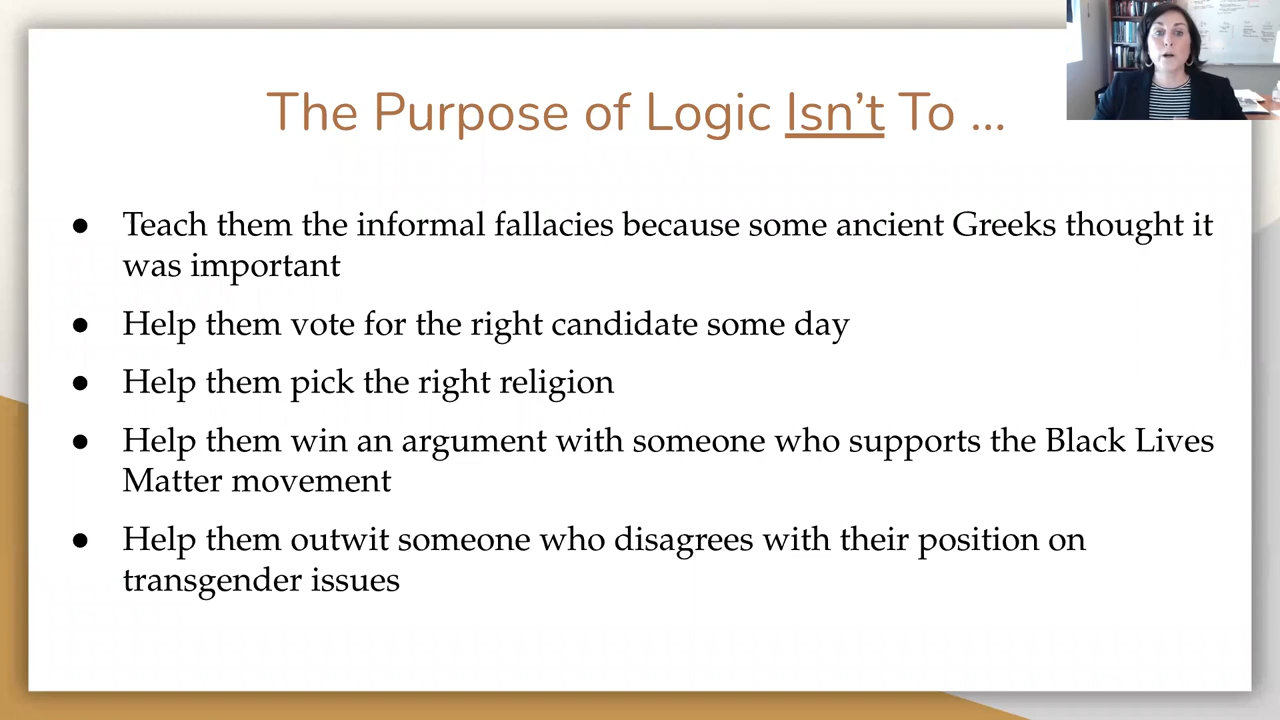 The Purpose of Logic Isn’t To ...
● Teach them the informal fallacies because some ancient Greeks thought it
was important
● Help them vote for the right candidate some day
● Help them pick the right religion
● Help them win an argument with someone who supports the Black Lives
Matter movement
● Help them outwit someone who disagrees with their position on
transgender issues